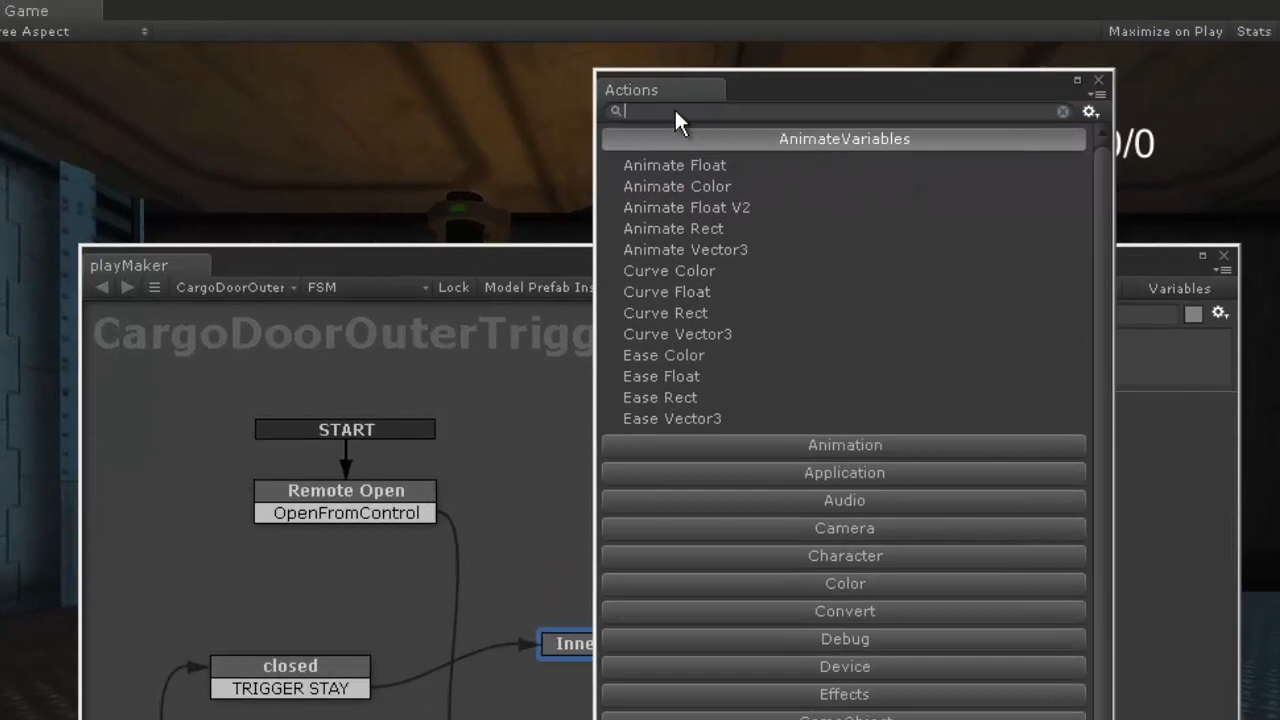 Game
ree Aspect
Maximize on Play
Stats
Actions
AnimateVariables
Animate Float
Animate Color
Animate Float V2
Animate Rect
Animate Vector3
Curve Color
Curve Float
Curve Rect
Curve Vector3
Ease Color
Ease Float
Ease Rect
Ease Vector3
Animation
Application
Audio
Camera
Character
Color
Convert
Debug
Device
Effects
GameObject
)/0
playMaker
CargoDoorOuter
FSM
Lock
Model Prefab Ins
Variables
CargoDoorOuterTrigg
START
Remote Open
OpenFromControl
Inne
closed
TRIGGER STAY